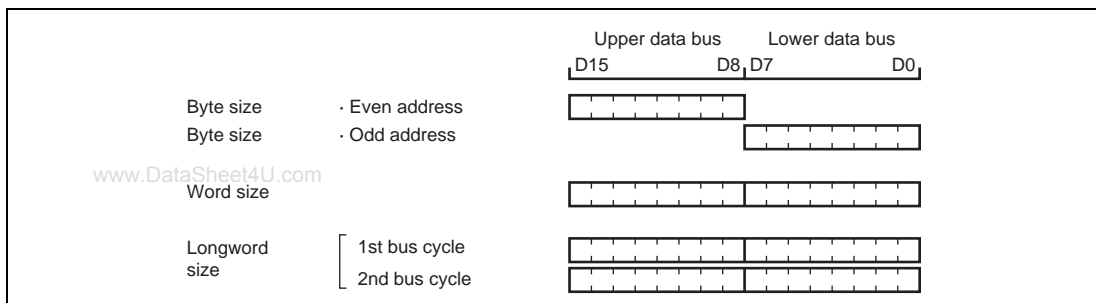 Upper data bus Lower data bus
D15 D8 D7 D0
Byte size · Even address
Byte size · Odd address
www.DataSheet4U.com
Word size
Longword size 1st bus cycle
2nd bus cycle